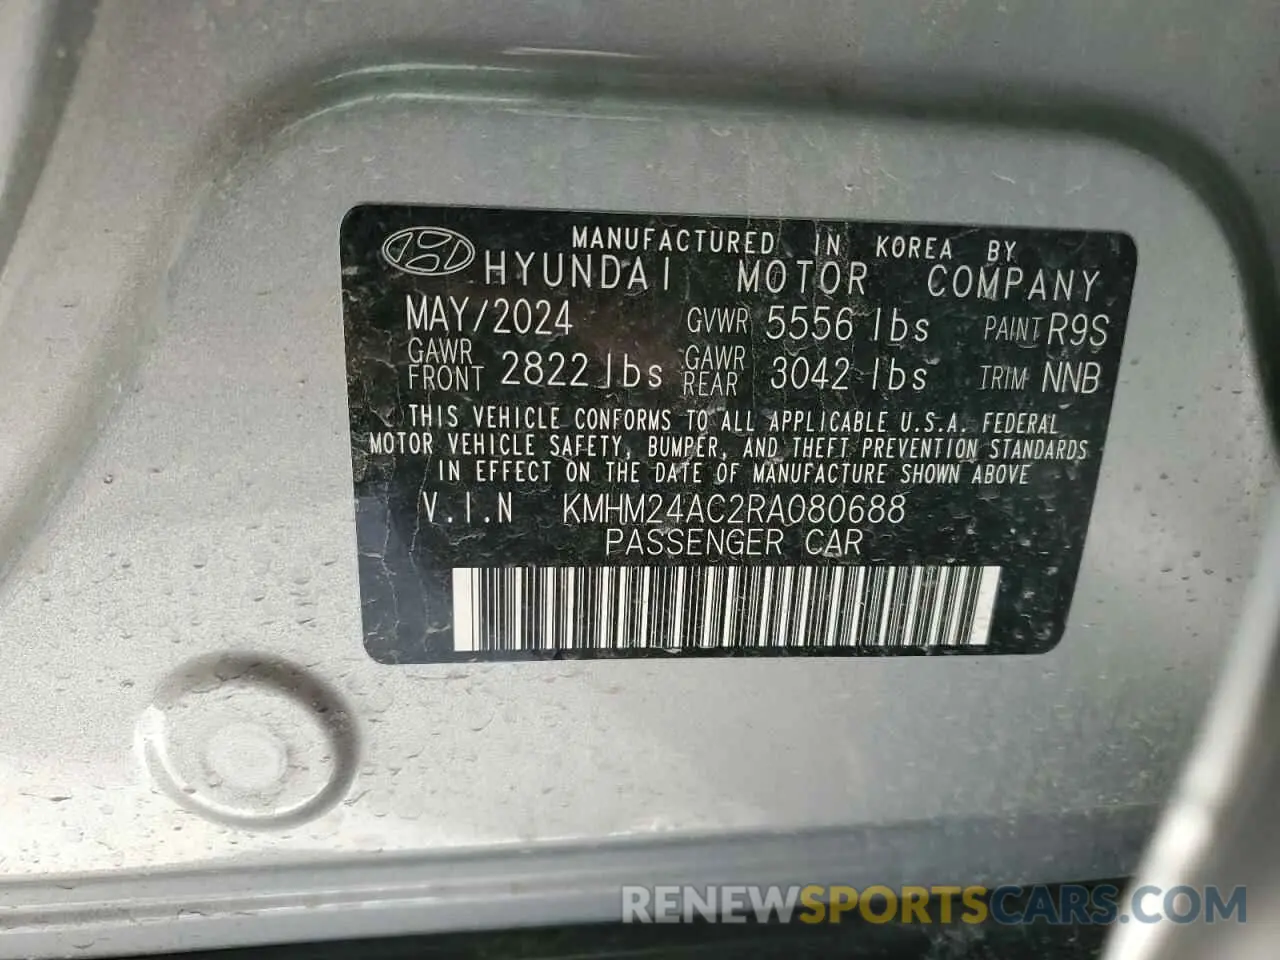 MANUFACTURED IN KOREA BY
HYUNDAI MOTOR COMPANY
MAY/2024 GVWR 5556 lbs PAINT R9S
GAWR FRONT 2822 lbs GAWR REAR 3042 lbs TRIM NNB
THIS VEHICLE CONFORMS TO ALL APPLICABLE U.S.A. FEDERAL
MOTOR VEHICLE SAFETY, BUMPER, AND THEFT PREVENTION STANDARDS
IN EFFECT ON THE DATE OF MANUFACTURE SHOWN ABOVE
V.I.N KMHM24AC2RA080688
PASSENGER CAR
RENEWSPORTSCARS.COM